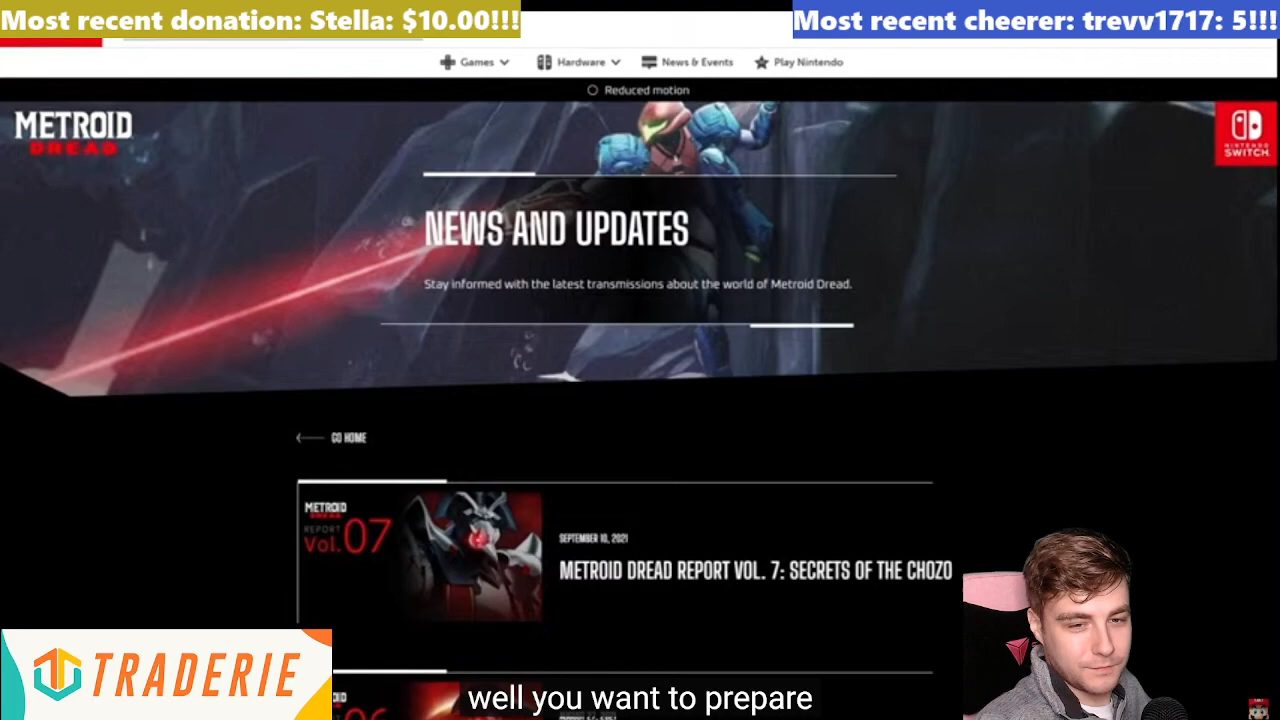 Most recent donation: Stella: $10.00!!!
Most recent cheerer: trevv1717: 5!!!
Games
Hardware
News & Events
Play Nintendo
Reduced motion
METROID
DREAD
NINTENDO
SWITCH
NEWS AND UPDATES
Stay informed with the latest transmissions about the world of Metroid Dread.
GO HOME
METROID
DREAD
REPORT
Vol.07
SEPTEMBER 10, 2021
METROID DREAD REPORT VOL. 7: SECRETS OF THE CHOZO
TRADERIE
well you want to prepare